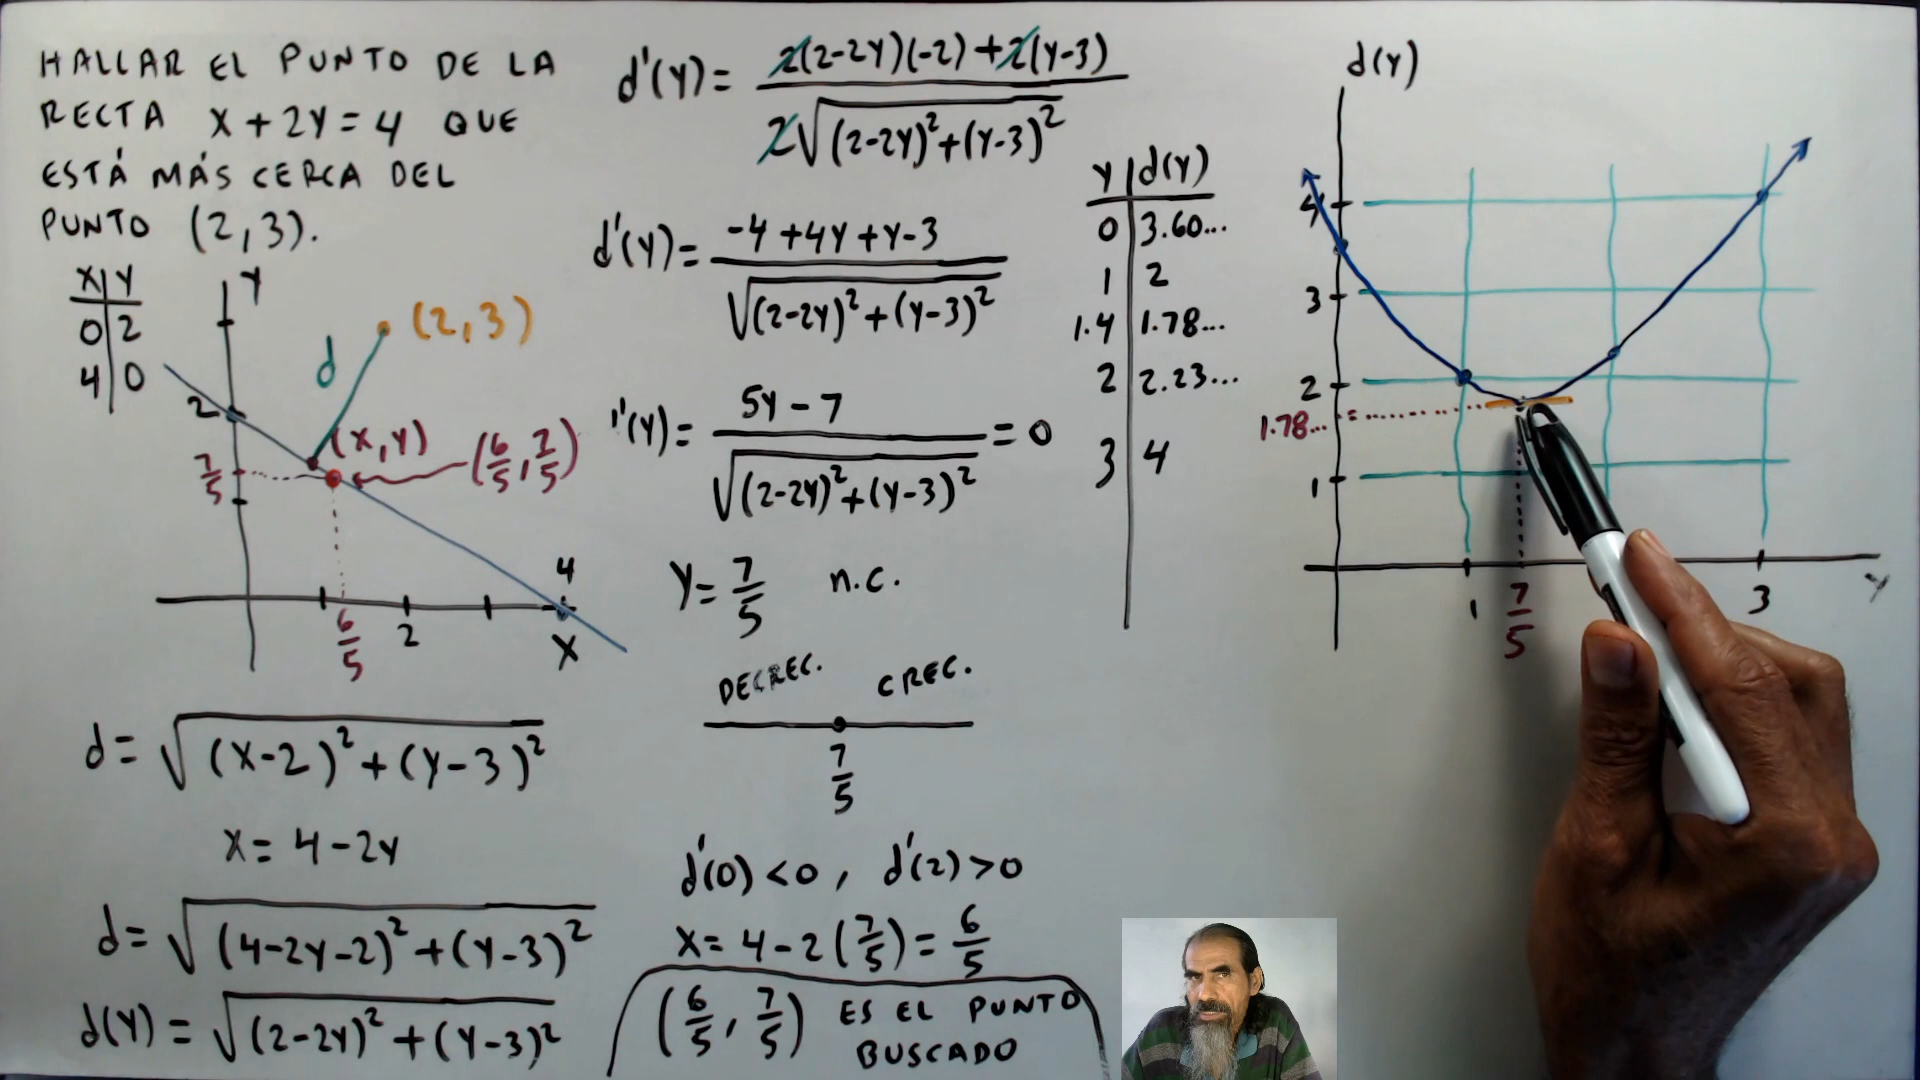 HALLAR EL PUNTO DE LA
RECTA X + 2Y = 4 QUE
ESTÁ MÁS CERCA DEL
PUNTO (2,3).
X | Y
0 | 2
4 | 0
Y
(2,3)
d
2
(X,Y)
(6/5, 7/5)
7/5
4
6/5
2
X
d = √((X-2)²+(Y-3)²)
X = 4-2Y
d = √((4-2Y-2)²+(Y-3)²)
d(Y) = √((2-2Y)²+(Y-3)²)
d'(Y) = (2(2-2Y)(-2)+2(Y-3)) / (2√((2-2Y)²+(Y-3)²))
d'(Y) = (-4+4Y+Y-3) / √((2-2Y)²+(Y-3)²)
'(Y) = (5Y-7) / √((2-2Y)²+(Y-3)²) = 0
Y = 7/5 n.c.
DECREC. CREC.
7/5
d'(0)<0, d'(2)>0
X = 4-2(7/5) = 6/5
(6/5, 7/5) ES EL PUNTO
BUSCADO
Y | d(Y)
0 | 3.60...
1 | 2
1.4 | 1.78...
2 | 2.23...
3 | 4
d(Y)
4
3
2
1.78...
1
1
7/5
3
Y